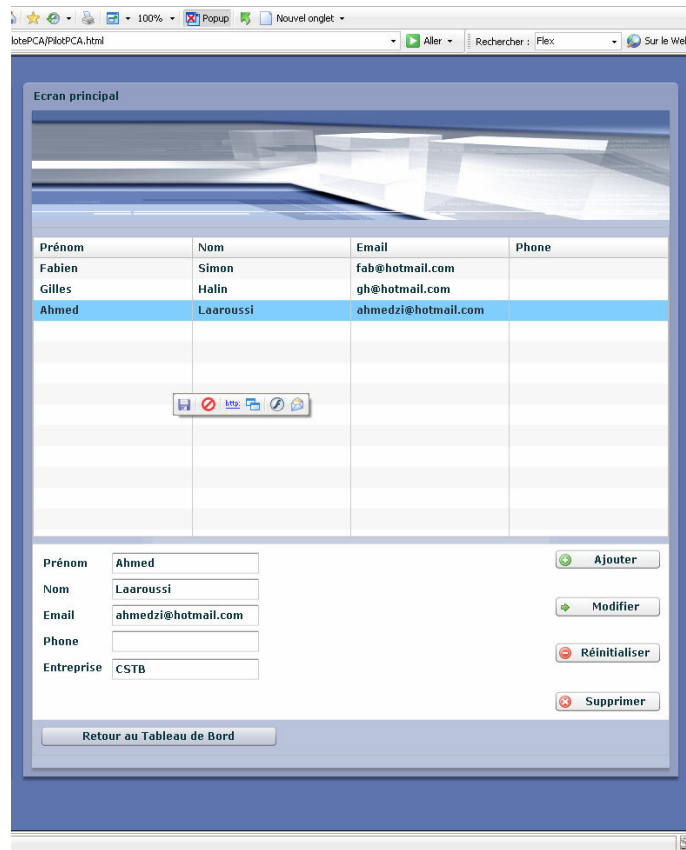 100% Popup Nouvel onglet
lotePCA/PilotPCA.html Aller Rechercher : Flex Sur le Wel
Ecran principal
Prénom Nom Email Phone
Fabien Simon fab@hotmail.com
Gilles Halin gh@hotmail.com
Ahmed Laaroussi ahmedzi@hotmail.com
http:
Prénom Ahmed Ajouter
Nom Laaroussi
Email ahmedzi@hotmail.com Modifier
Phone
Réinitialiser
Entreprise CSTB
Supprimer
Retour au Tableau de Bord